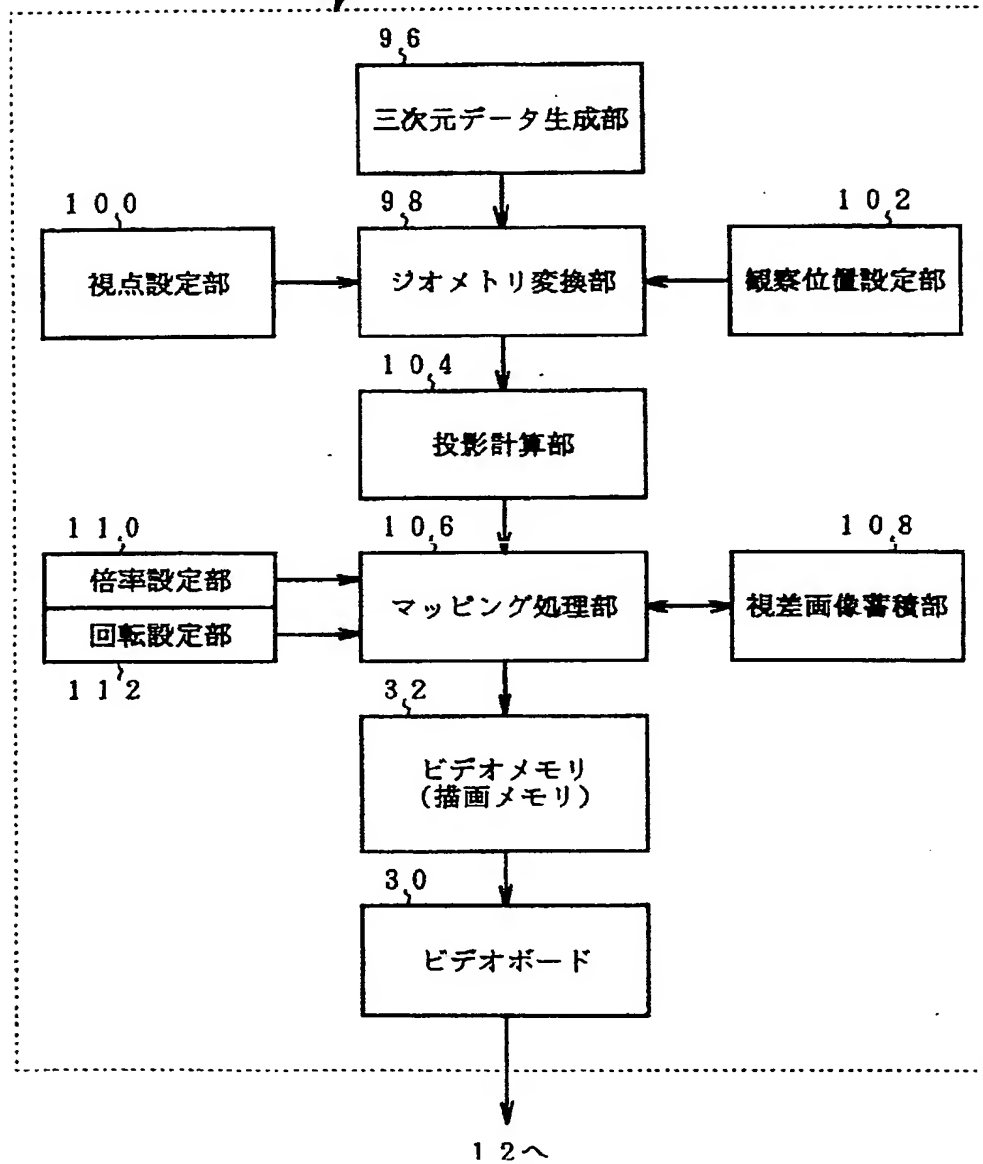 96
三次元データ生成部
100
視点設定部
98
ジオメトリ変換部
102
観察位置設定部
104
投影計算部
110
倍率設定部
回転設定部
112
106
マッピング処理部
108
視差画像蓄積部
32
ビデオメモリ
(描画メモリ)
30
ビデオボード
12へ